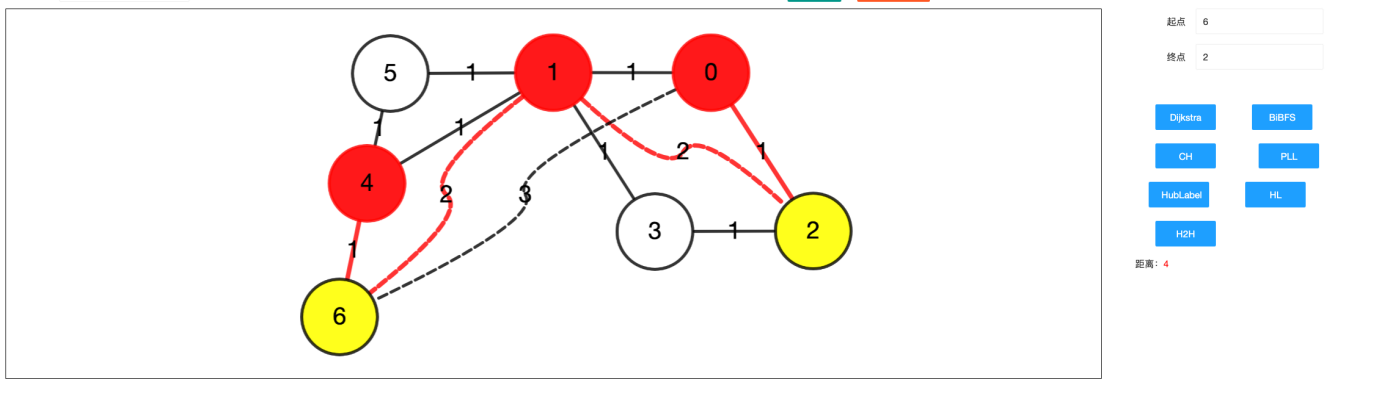 起点 6
终点 2
5 1 1 1 0
1 1
1 2 1
4
2 3
3 1 2
1
6
Dijkstra BiBFS
CH PLL
HubLabel HL
H2H
距离: 4